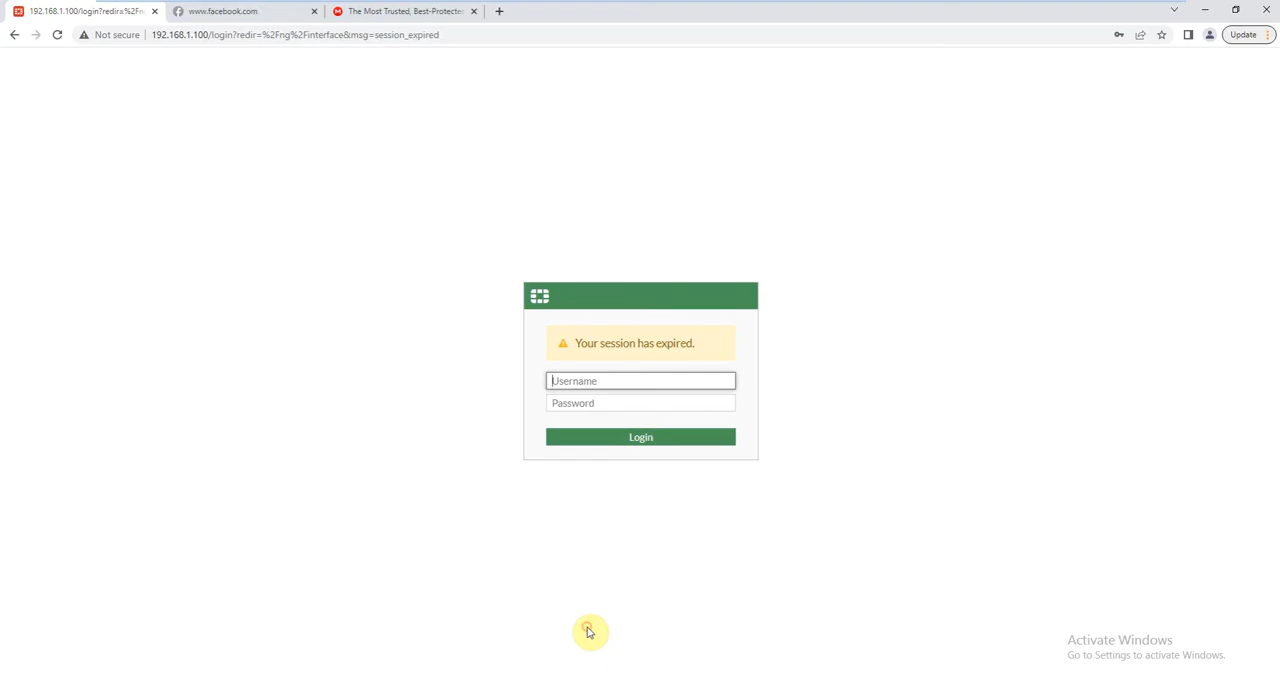 192.168.1.100/login?redir=%2Fn
www.facebook.com
The Most Trusted, Best-Protecte
Not secure
192.168.1.100/login?redir=%2Fng%2Finterface&msg=session_expired
Update
Your session has expired.
Username
Password
Login
Activate Windows
Go to Settings to activate Windows.